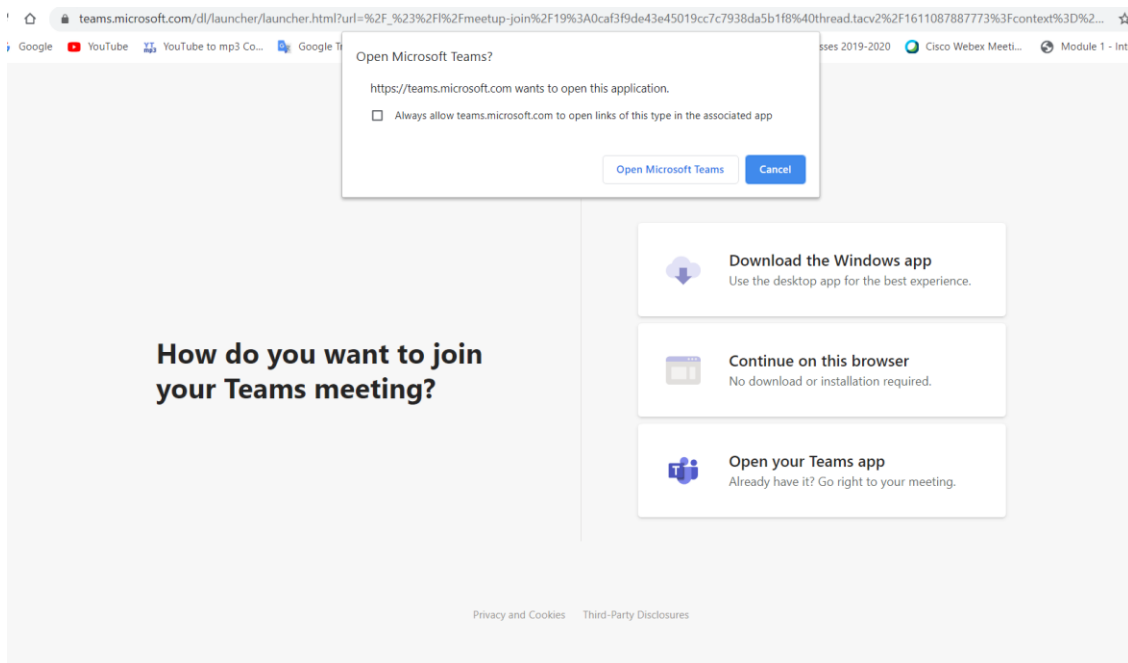 teams.microsoft.com/dl/launcher/launcher.html?url=%2F_%23%2Fl%2Fmeetup-join%2F19%3A0caf3f9de43e45019cc7c7938da5b1f8%40thread.tacv2%2F1611087887773%3Fcontext%3D%2...
Google YouTube YouTube to mp3 Co... Google Tr sses 2019-2020 Cisco Webex Meeti... Module 1 - Int
Open Microsoft Teams?
https://teams.microsoft.com wants to open this application.
Always allow teams.microsoft.com to open links of this type in the associated app
Open Microsoft Teams Cancel
How do you want to join
your Teams meeting?
Download the Windows app
Use the desktop app for the best experience.
Continue on this browser
No download or installation required.
Open your Teams app
Already have it? Go right to your meeting.
Privacy and Cookies Third-Party Disclosures